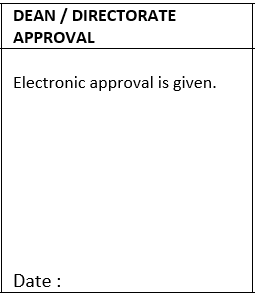 DEAN / DIRECTORATE
APPROVAL
Electronic approval is given.
Date :